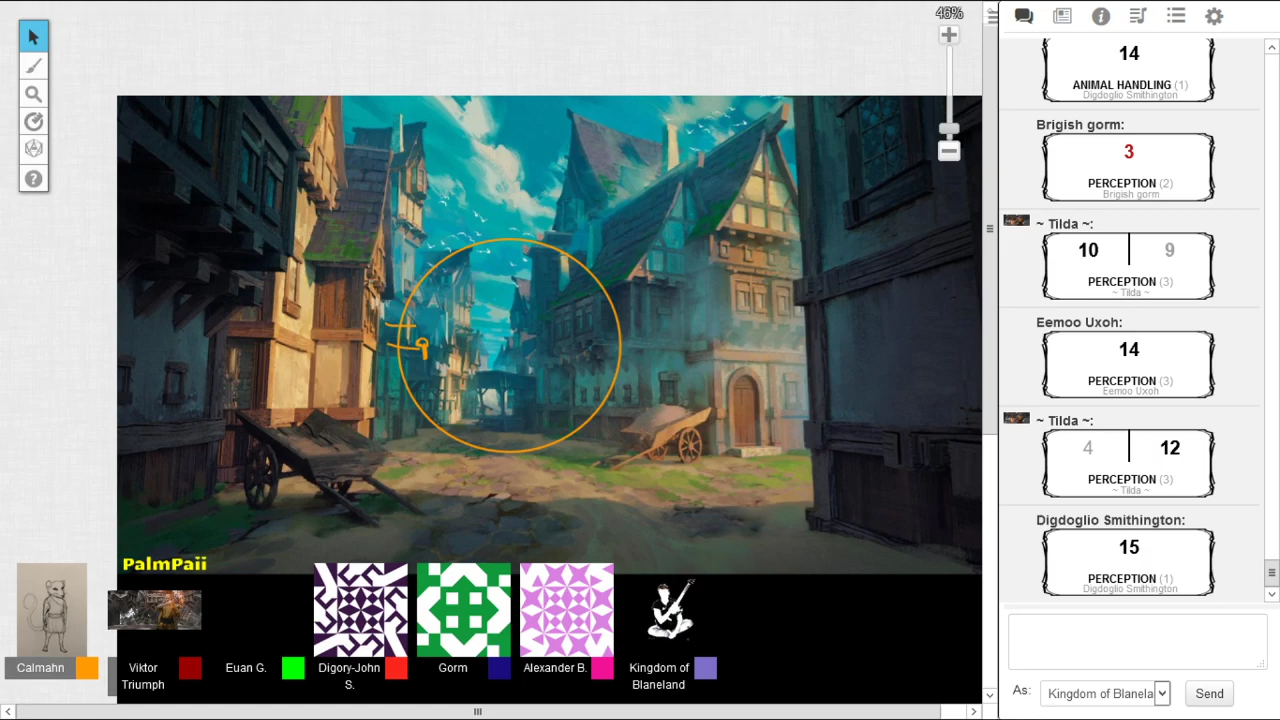 46%
14
ANIMAL HANDLING (1)
Digdoglio Smithington
Brigish gorm:
3
PERCEPTION (2)
Brigish gorm
~ Tilda ~:
10 9
PERCEPTION (3)
~ Tilda ~
Eemoo Uxoh:
14
PERCEPTION (3)
Eemoo Uxoh
~ Tilda ~:
4 12
PERCEPTION (3)
~ Tilda ~
Digdoglio Smithington:
15
PERCEPTION (1)
Digdoglio Smithington
PalmPaii
Calmahn
Viktor
Triumph
Euan G.
Digory-John
S.
Gorm
Alexander B.
Kingdom of
Blaneland
As:
Kingdom of Blanela
Send